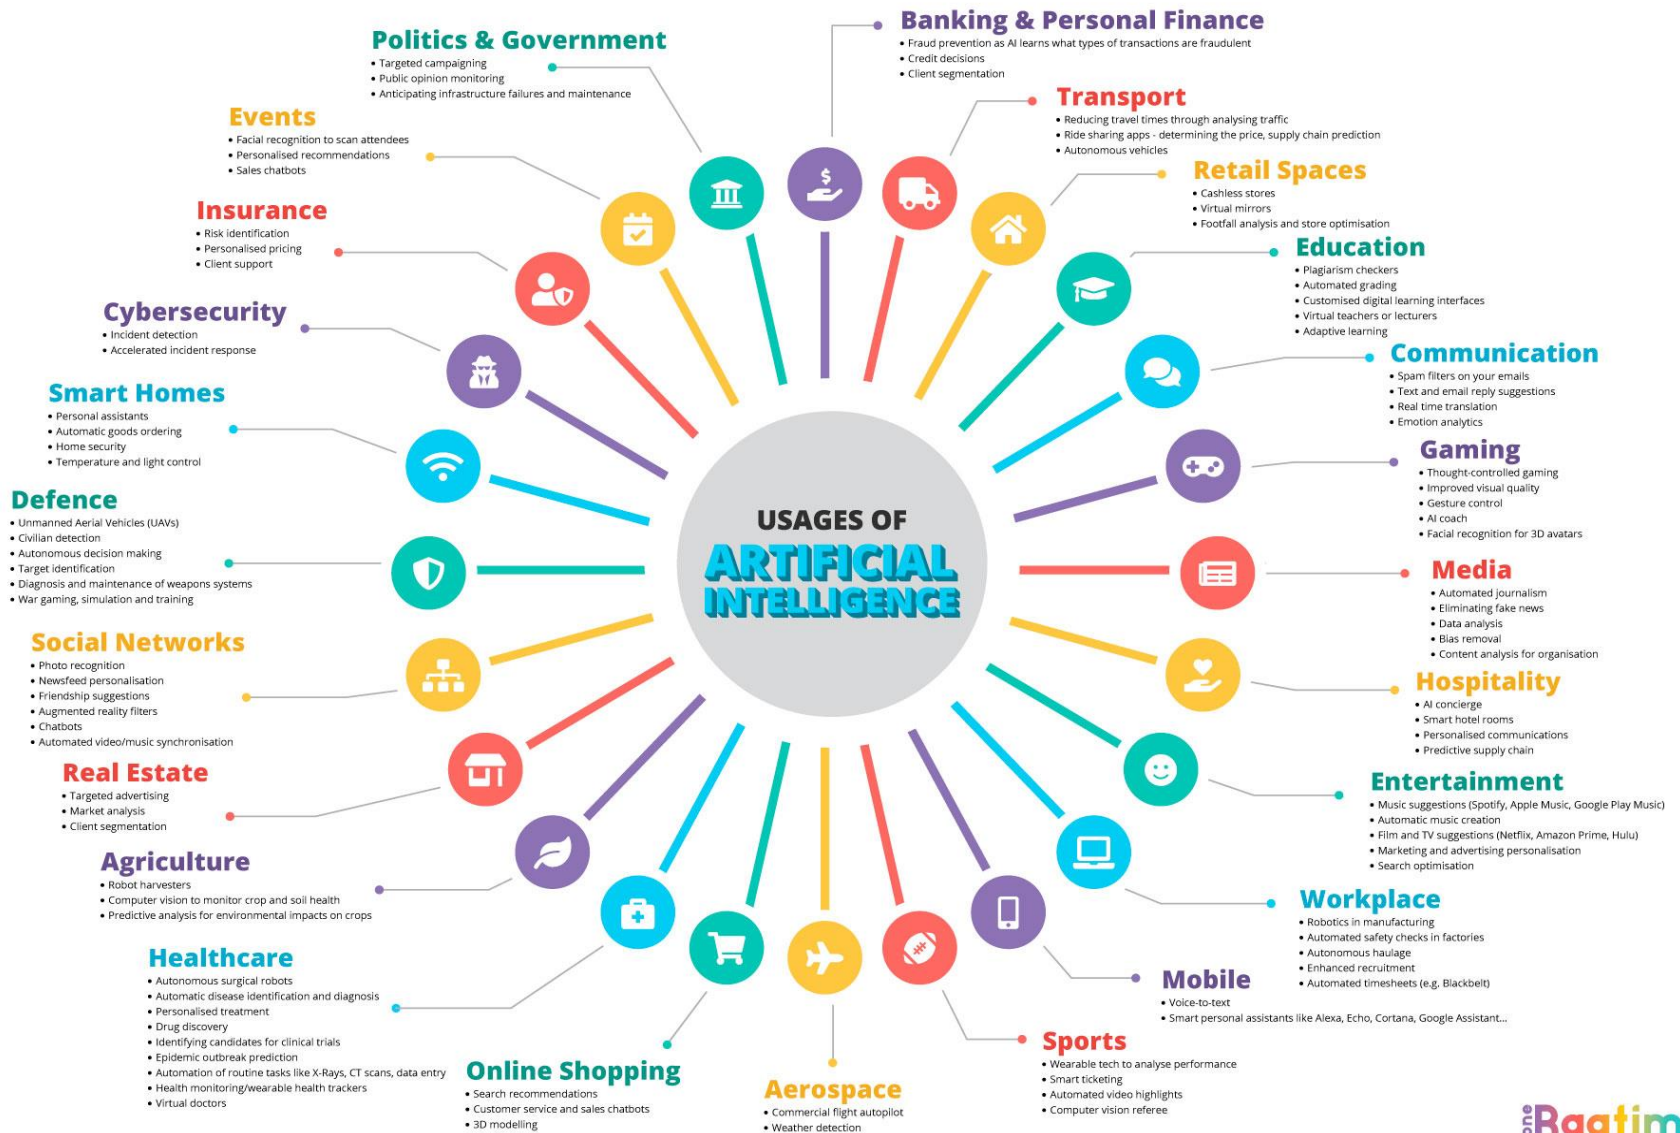 USAGES OF
ARTIFICIAL
INTELLIGENCE
Banking & Personal Finance
• Fraud prevention as AI learns what types of transactions are fraudulent
• Credit decisions
• Client segmentation
Transport
• Reducing travel times through analysing traffic
• Ride sharing apps - determining the price, supply chain prediction
• Autonomous vehicles
Retail Spaces
• Cashless stores
• Virtual mirrors
• Footfall analysis and store optimisation
Education
• Plagiarism checkers
• Automated grading
• Customised digital learning interfaces
• Virtual teachers or lecturers
• Adaptive learning
Communication
• Spam filters on your emails
• Text and email reply suggestions
• Real time translation
• Emotion analytics
Gaming
• Thought-controlled gaming
• Improved visual quality
• Gesture control
• AI coach
• Facial recognition for 3D avatars
Media
• Automated journalism
• Eliminating fake news
• Data analysis
• Bias removal
• Content analysis for organisation
Hospitality
• AI concierge
• Smart hotel rooms
• Personalised communications
• Predictive supply chain
Entertainment
• Music suggestions (Spotify, Apple Music, Google Play Music)
• Automatic music creation
• Film and TV suggestions (Netflix, Amazon Prime, Hulu)
• Marketing and advertising personalisation
• Search optimisation
Workplace
• Robotics in manufacturing
• Automated safety checks in factories
• Autonomous haulage
• Enhanced recruitment
• Automated timesheets (e.g. Blackbelt)
Mobile
• Voice-to-text
• Smart personal assistants like Alexa, Echo, Cortana, Google Assistant...
Sports
• Wearable tech to analyse performance
• Smart ticketing
• Automated video highlights
• Computer vision referee
Aerospace
• Commercial flight autopilot
• Weather detection
Online Shopping
• Search recommendations
• Customer service and sales chatbots
• 3D modelling
Healthcare
• Autonomous surgical robots
• Automatic disease identification and diagnosis
• Personalised treatment
• Drug discovery
• Identifying candidates for clinical trials
• Epidemic outbreak prediction
• Automation of routine tasks like X-Rays, CT scans, data entry
• Health monitoring/wearable health trackers
• Virtual doctors
Agriculture
• Robot harvesters
• Computer vision to monitor crop and soil health
• Predictive analysis for environmental impacts on crops
Real Estate
• Targeted advertising
• Market analysis
• Client segmentation
Social Networks
• Photo recognition
• Newsfeed personalisation
• Friendship suggestions
• Augmented reality filters
• Chatbots
• Automated video/music synchronisation
Defence
• Unmanned Aerial Vehicles (UAVs)
• Civilian detection
• Autonomous decision making
• Target identification
• Diagnosis and maintenance of weapons systems
• War gaming, simulation and training
Smart Homes
• Personal assistants
• Automatic goods ordering
• Home security
• Temperature and light control
Cybersecurity
• Incident detection
• Accelerated incident response
Insurance
• Risk identification
• Personalised pricing
• Client support
Events
• Facial recognition to scan attendees
• Personalised recommendations
• Sales chatbots
Politics & Government
• Targeted campaigning
• Public opinion monitoring
• Anticipating infrastructure failures and maintenance